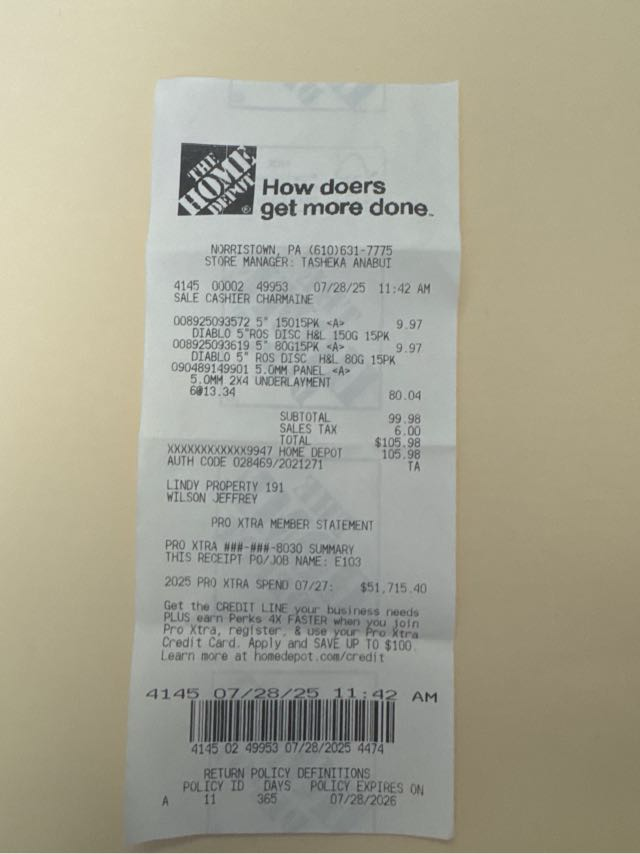 THE
HOME
DEPOT
®
How doers
get more done™
NORRISTOWN, PA (610)631-7775
STORE MANAGER: TASHEKA ANABUI
4145 00002 49953 07/28/25 11:42 AM
SALE CASHIER CHARMAINE
008925093572 5" 15015PK <A> 9.97
DIABLO 5"ROS DISC H&L 150G 15PK
008925093619 5" 80G15PK <A> 9.97
DIABLO 5" ROS DISC H&L 80G 15PK
090489149901 5.0MM PANEL <A>
5.0MM 2X4 UNDERLAYMENT
6@13.34 80.04
SUBTOTAL 99.98
SALES TAX 6.00
TOTAL $105.98
XXXXXXXXXXXX9947 HOME DEPOT 105.98
AUTH CODE 028469/2021271 TA
LINDY PROPERTY 191
WILSON JEFFREY
PRO XTRA MEMBER STATEMENT
PRO XTRA ###-###-8030 SUMMARY
THIS RECEIPT PO/JOB NAME: E103
2025 PRO XTRA SPEND 07/27: $51,715.40
Get the CREDIT LINE your business needs
PLUS earn Perks 4X FASTER when you join
Pro Xtra, register, & use your Pro Xtra
Credit Card. Apply and SAVE UP TO $100.
Learn more at homedepot.com/credit
4145 07/28/25 11:42 AM
4145 02 49953 07/28/2025 4474
RETURN POLICY DEFINITIONS
POLICY ID DAYS POLICY EXPIRES ON
A 11 365 07/28/2026